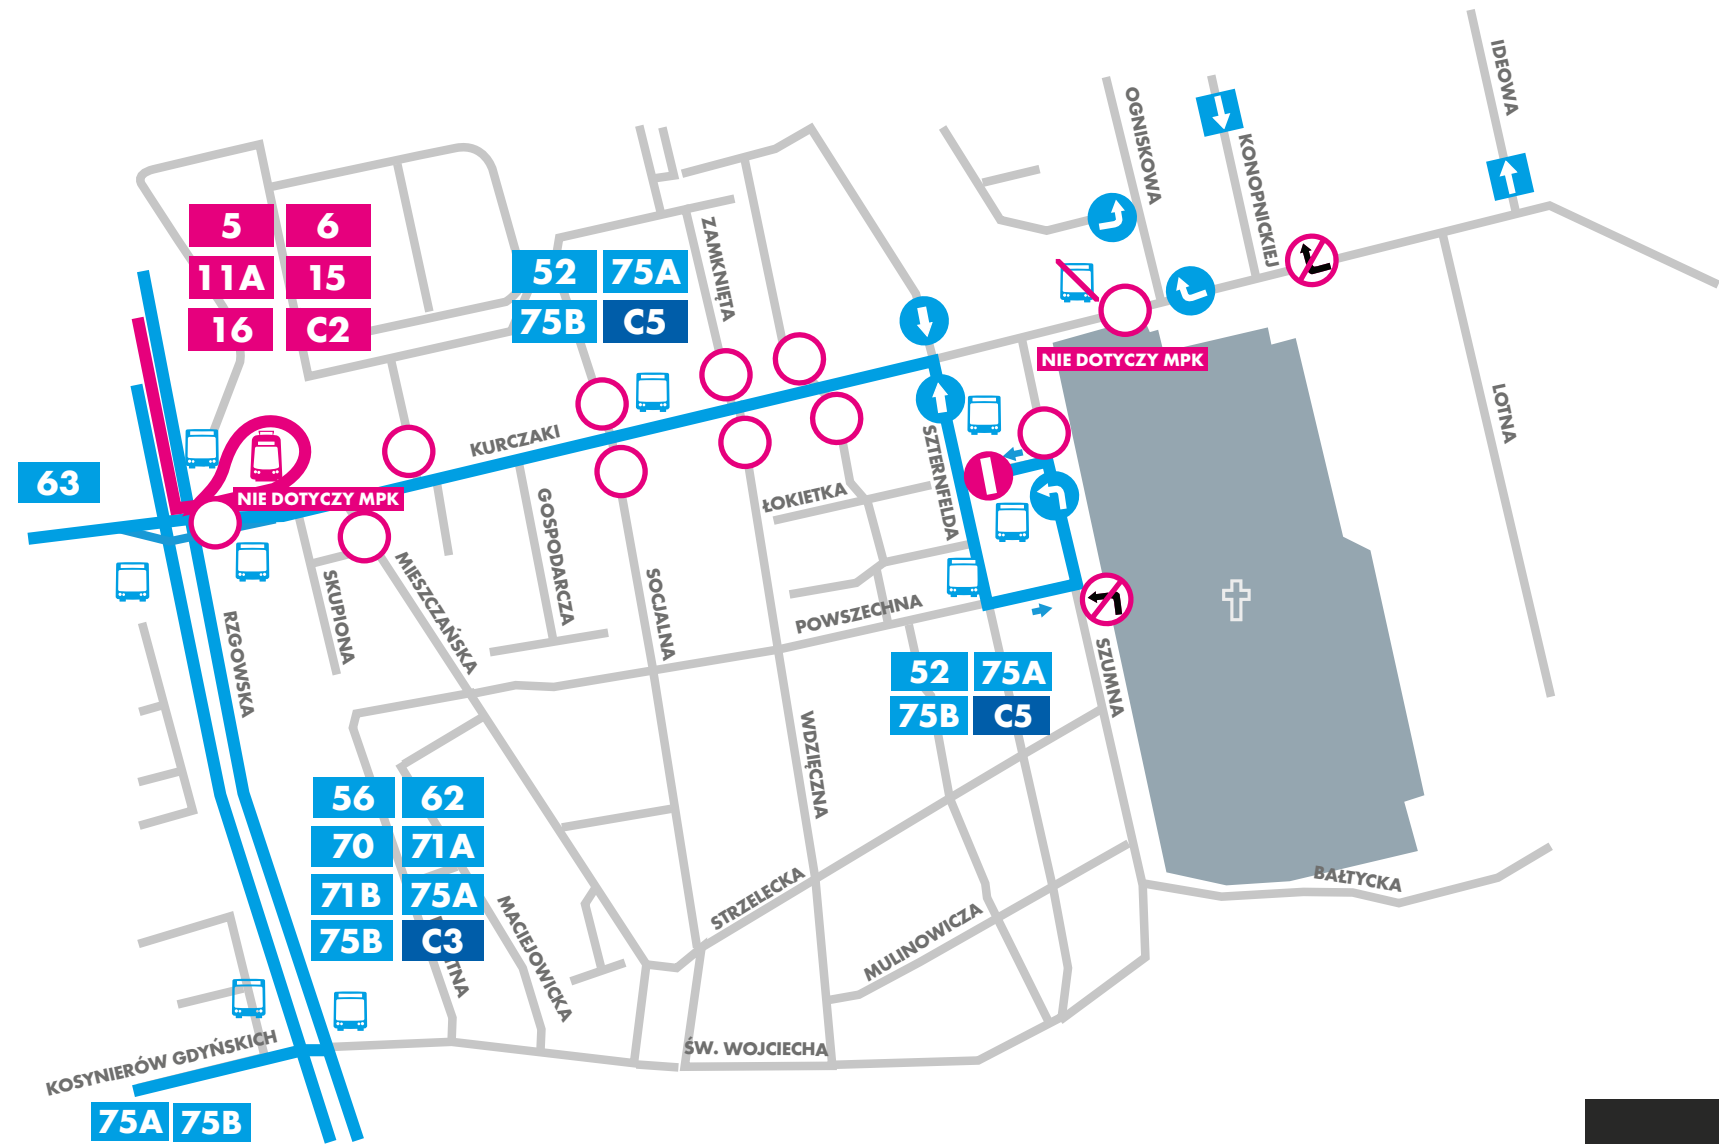 IDEOWA
OGNISKOWA
KONOPNICKIEJ
5 6
11A 15
16 C2
ZAMKNIĘTA
52 75A
75B C5
NIE DOTYCZY MPK
LOTNA
KURCZAKI
SZTERNFELDA
63
NIE DOTYCZY MPK
ŁOKIETKA
GOSPODARCZA
MIESZCZAŃSKA
SKUPIONA
SOCJALNA
POWSZECHNA
RZGOWSKA
SZUMNA
52 75A
75B C5
WDZIĘCZNA
56 62
70 71A
71B 75A
75B C3
STRZELECKA
BAŁTYCKA
MACIEJOWICKA
MULINOWICZA
ŚW. WOJCIECHA
KOSYNIERÓW GDYŃSKICH
75A 75B